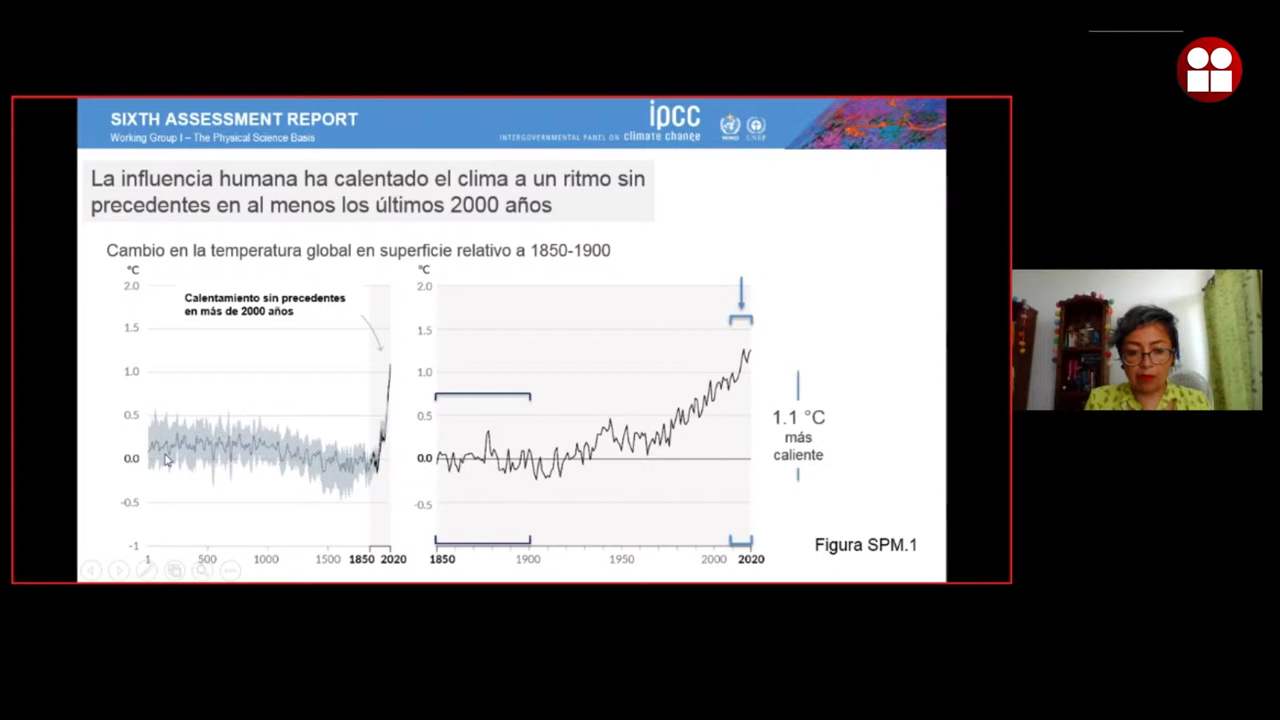 SIXTH ASSESSMENT REPORT
Working Group I – The Physical Science Basis
ipcc
INTERGOVERNMENTAL PANEL ON climate change
WMO UNEP
La influencia humana ha calentado el clima a un ritmo sin
precedentes en al menos los últimos 2000 años
Cambio en la temperatura global en superficie relativo a 1850-1900
°C
2.0
1.5
1.0
0.5
0.0
-0.5
-1
Calentamiento sin precedentes
en más de 2000 años
1 500 1000 1500 1850 2020
°C
2.0
1.5
1.0
0.5
0.0
-0.5
1850 1900 1950 2000 2020
1.1 °C
más
caliente
Figura SPM.1